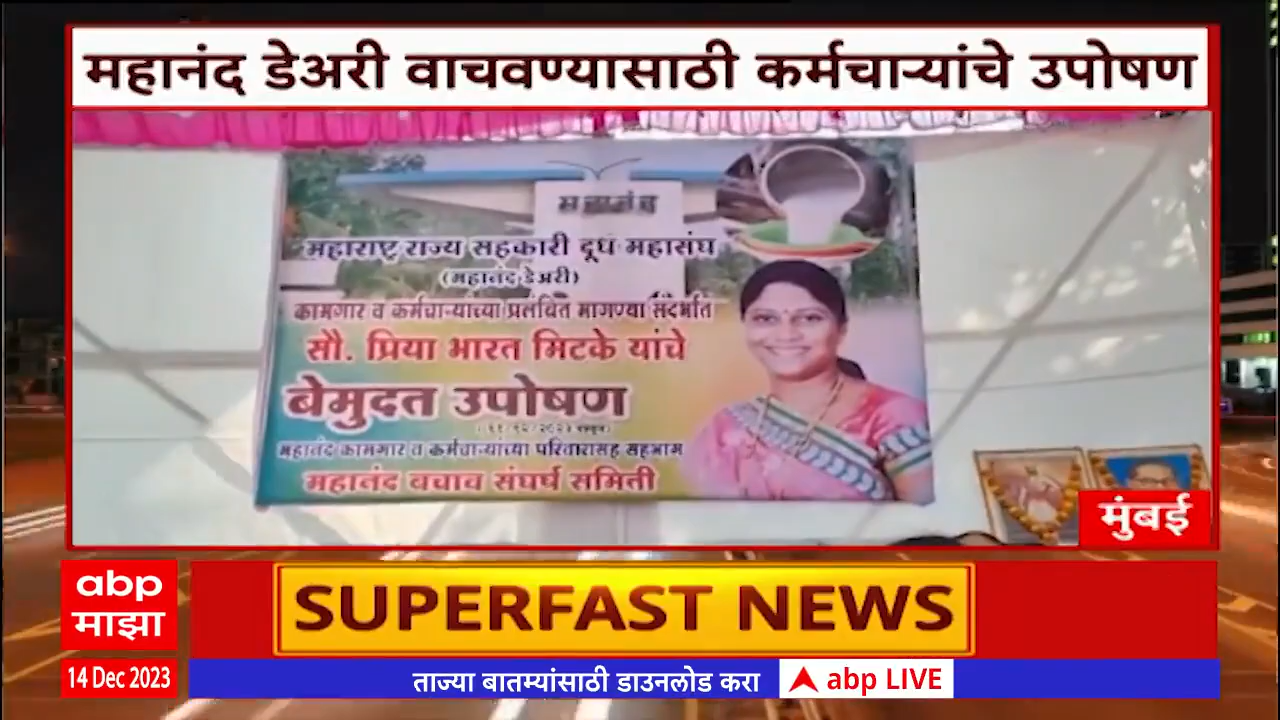 महानंद डेअरी वाचवण्यासाठी कर्मचाऱ्यांचे उपोषण
महानंद
महाराष्ट्र राज्य सहकारी दूध महासंघ
(महानंद डेअरी)
कामगार व कर्मचाऱ्यांच्या प्रलंबित मागण्या संदर्भात
सौ. प्रिया भारत मिटके यांचे
बेमुदत उपोषण
महानंद कामगार व कर्मचाऱ्यांच्या परिवारासह सहभाग
महानंद बचाव संघर्ष समिती
मुंबई
abp
माझा
SUPERFAST NEWS
14 Dec 2023
ताज्या बातम्यांसाठी डाउनलोड करा
abp LIVE